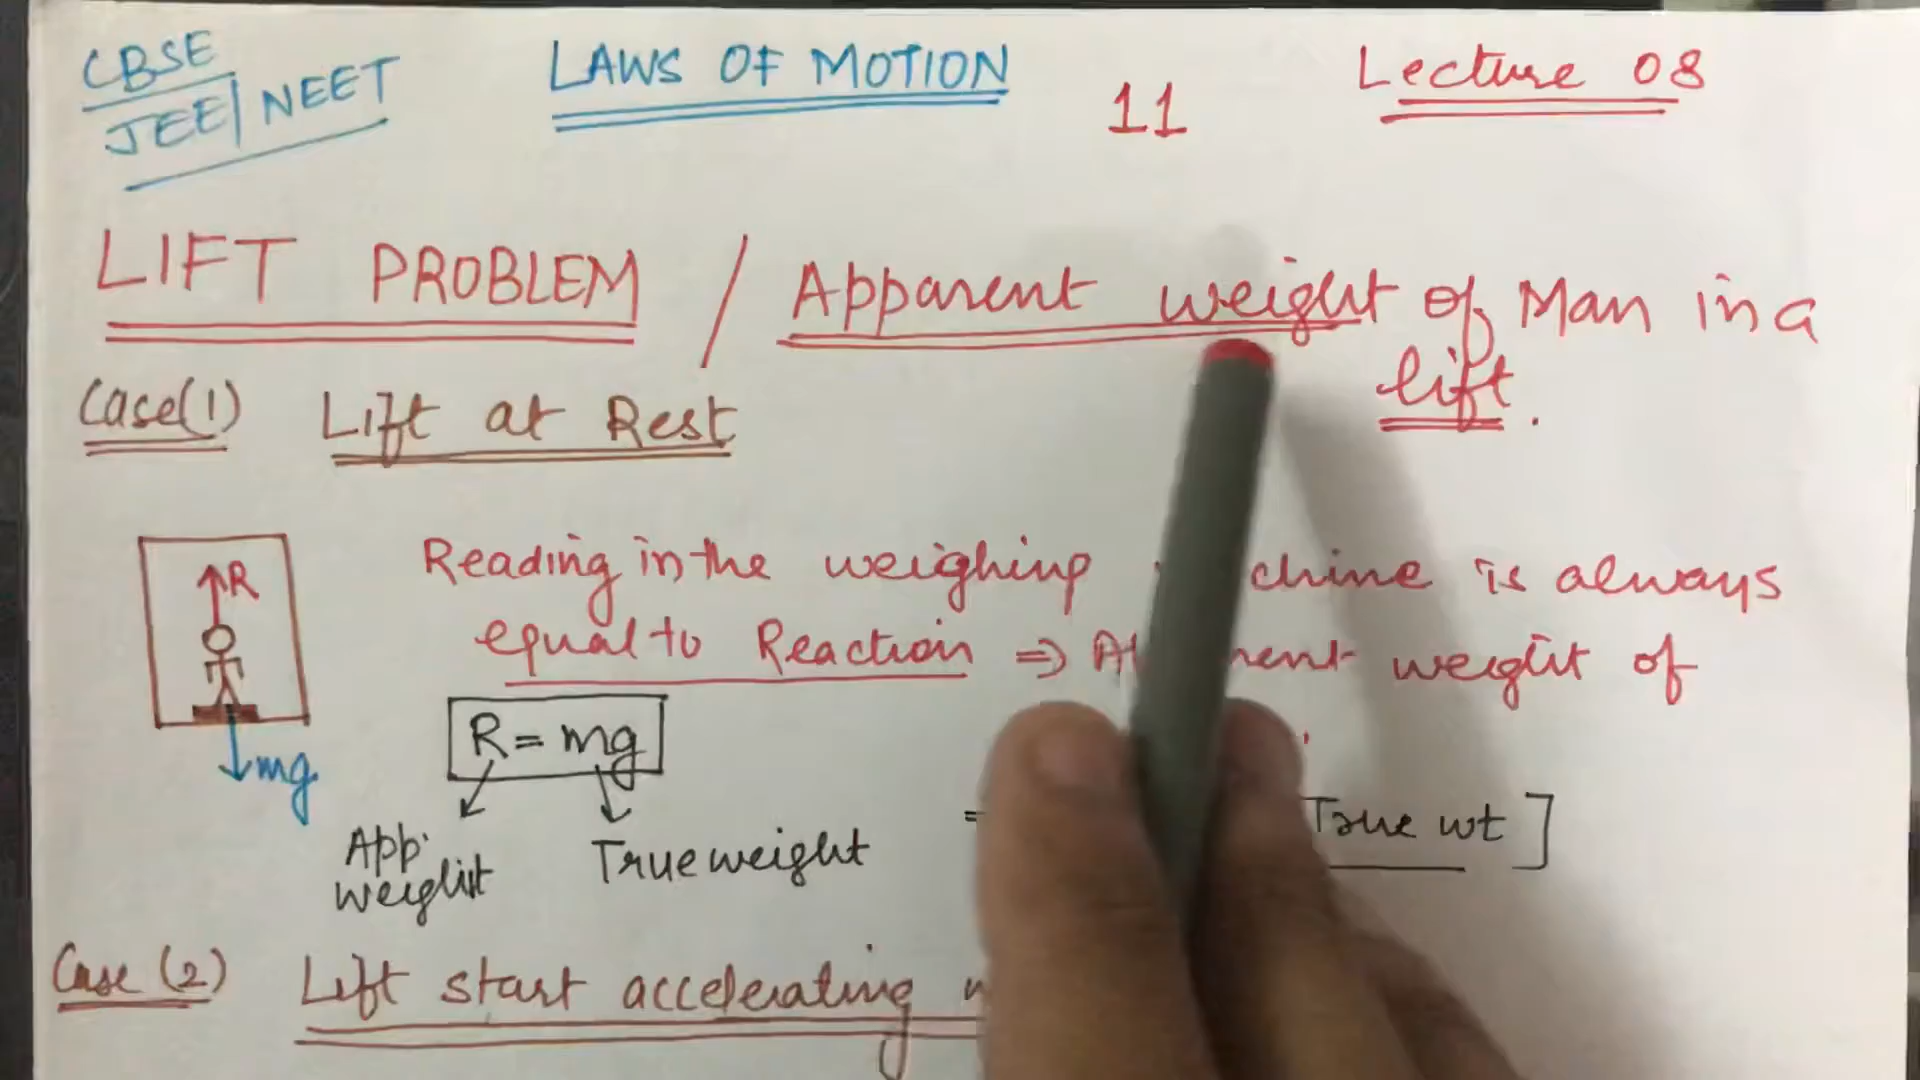 CBSE
JEE/NEET
LAWS OF MOTION
11
Lecture 08
LIFT PROBLEM / Apparent weight of Man in a
lift.
Case(1) Lift at Rest
R
mg
Reading in the weighing chine is always
equal to Reaction ⇒ weight of
R = mg
App.
weight
True weight
= True wt]
Case (2) Lift start accelerating